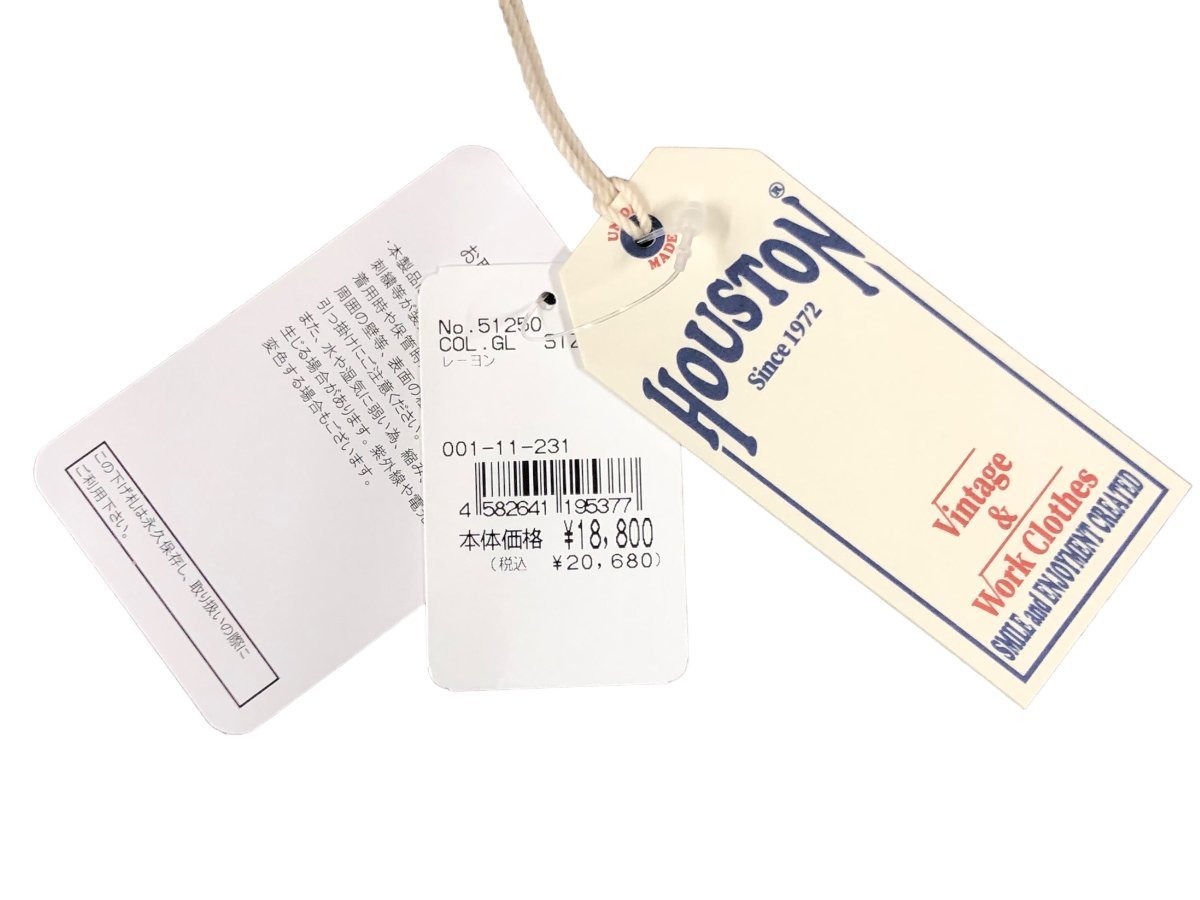 お
本製品
刺繍等が
着用時や保管時
周囲の壁等、表面の
引っ掛けにご注意ください。
また、水や湿気に弱い為、縮み
生じる場合があります。紫外線や電
変色する場合もございます。
この下げ札は永久保存し、取り扱いの際に
ご利用下さい。
No.51250
COL.GL
レーヨン
001-11-231
4 582641 195377
本体価格 ¥18,800
(税込 ¥20,680)
MADE
HOUSTON®
Since 1972
Vintage
&
Work Clothes
SMILE and ENJOYMENT CREATED